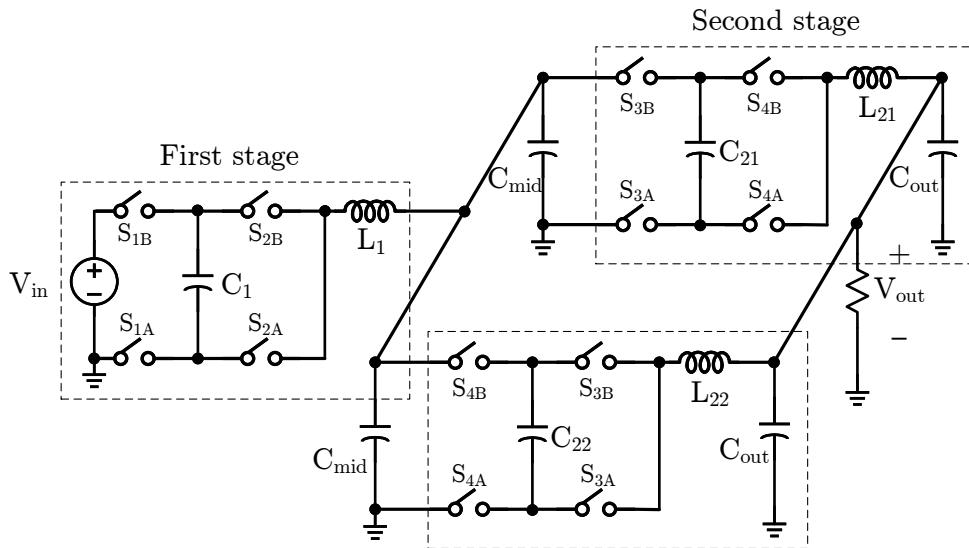 Second stage
S3B
S4B
L21
First stage
Cmid
C21
Cout
S3A
S4A
S1B
S2B
L1
+
Vin
+
−
C1
Vout
S1A
S2A
−
S4B
S3B
L22
Cmid
C22
Cout
S4A
S3A